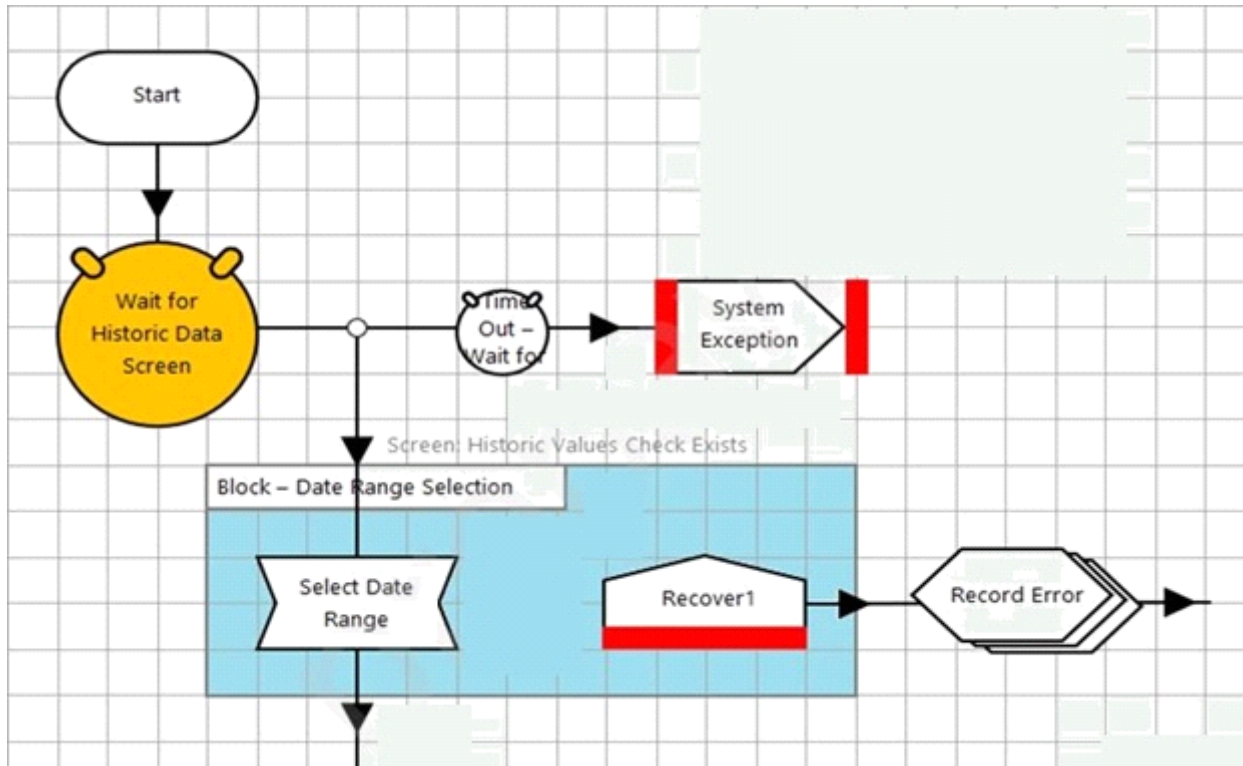 Start
Wait for
Historic Data
Screen
Time
Out –
Wait for
System
Exception
Screen: Historic Values Check Exists
Block – Date Range Selection
Select Date
Range
Recover1
Record Error